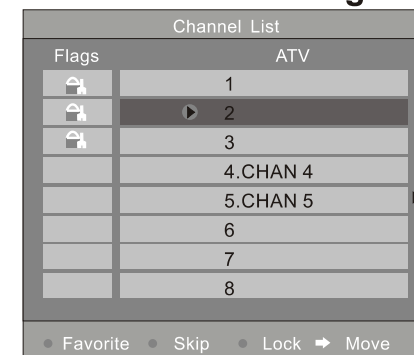 Channel List
Flags ATV
1
2
3
4.CHAN 4
5.CHAN 5
6
7
8
Favorite Skip Lock Move